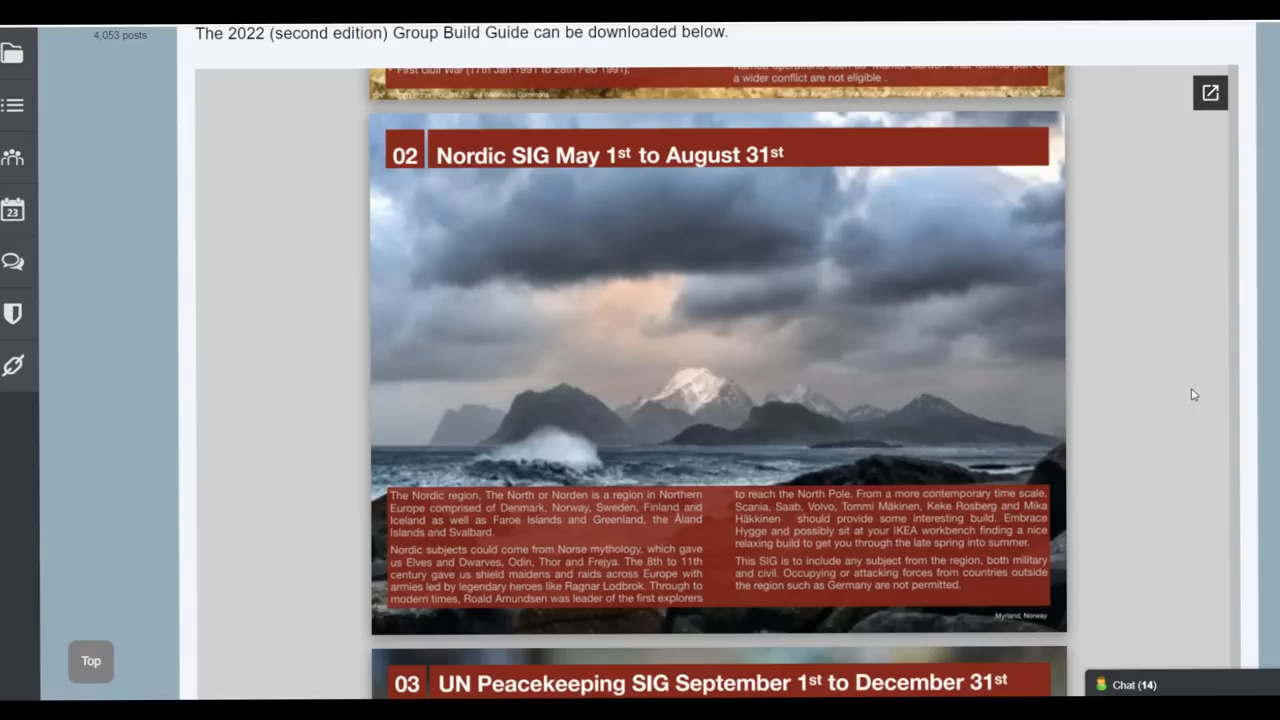 4,053 posts
The 2022 (second edition) Group Build Guide can be downloaded below.
First Gulf War (17th Jan 1991 to 28th Feb 1991),
a wider conflict are not eligible .
02 Nordic SIG May 1st to August 31st
The Nordic region, The North or Norden is a region in Northern
Europe comprised of Denmark, Norway, Sweden, Finland and
Iceland as well as Faroe Islands and Greenland, the Åland
Islands and Svalbard.
Nordic subjects could come from Norse mythology, which gave
us Elves and Dwarves, Odin, Thor and Frejya. The 8th to 11th
century gave us shield maidens and raids across Europe with
armies led by legendary heroes like Ragnar Lodbrok. Through to
modern times, Roald Amundsen was leader of the first explorers
to reach the North Pole. From a more contemporary time scale,
Scania, Saab, Volvo, Tommi Mäkinen, Keke Rosberg and Mika
Häkkinen should provide some interesting build. Embrace
Hygge and possibly sit at your IKEA workbench finding a nice
relaxing build to get you through the late spring into summer.
This SIG is to include any subject from the region, both military
and civil. Occupying or attacking forces from countries outside
the region such as Germany are not permitted.
Myrland, Norway
03 UN Peacekeeping SIG September 1st to December 31st
23
Top
Chat (14)